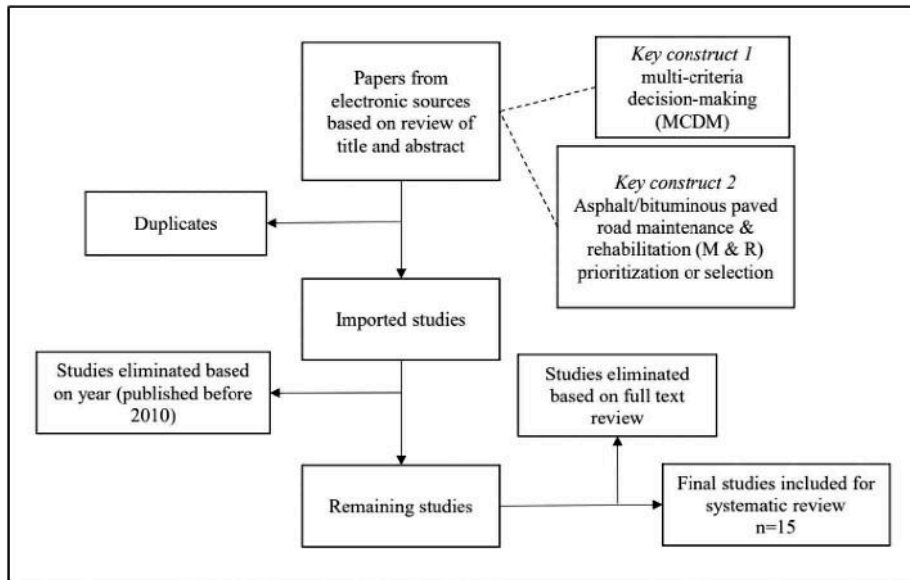 Papers from
electronic sources
based on review of
title and abstract
Key construct 1
multi-criteria
decision-making
(MCDM)
Key construct 2
Asphalt/bituminous paved
road maintenance &
rehabilitation (M & R)
prioritization or selection
Duplicates
Imported studies
Studies eliminated based
on year (published before
2010)
Studies eliminated
based on full text
review
Remaining studies
Final studies included for
systematic review
n=15